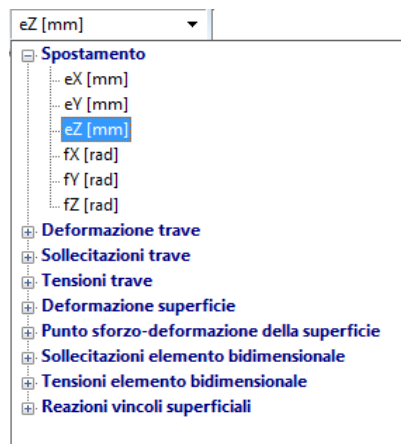 eZ [mm]
Spostamento
eX [mm]
eY [mm]
eZ [mm]
fX [rad]
fY [rad]
fZ [rad]
Deformazione trave
Sollecitazioni trave
Tensioni trave
Deformazione superficie
Punto sforzo-deformazione della superficie
Sollecitazioni elemento bidimensionale
Tensioni elemento bidimensionale
Reazioni vincoli superficiali